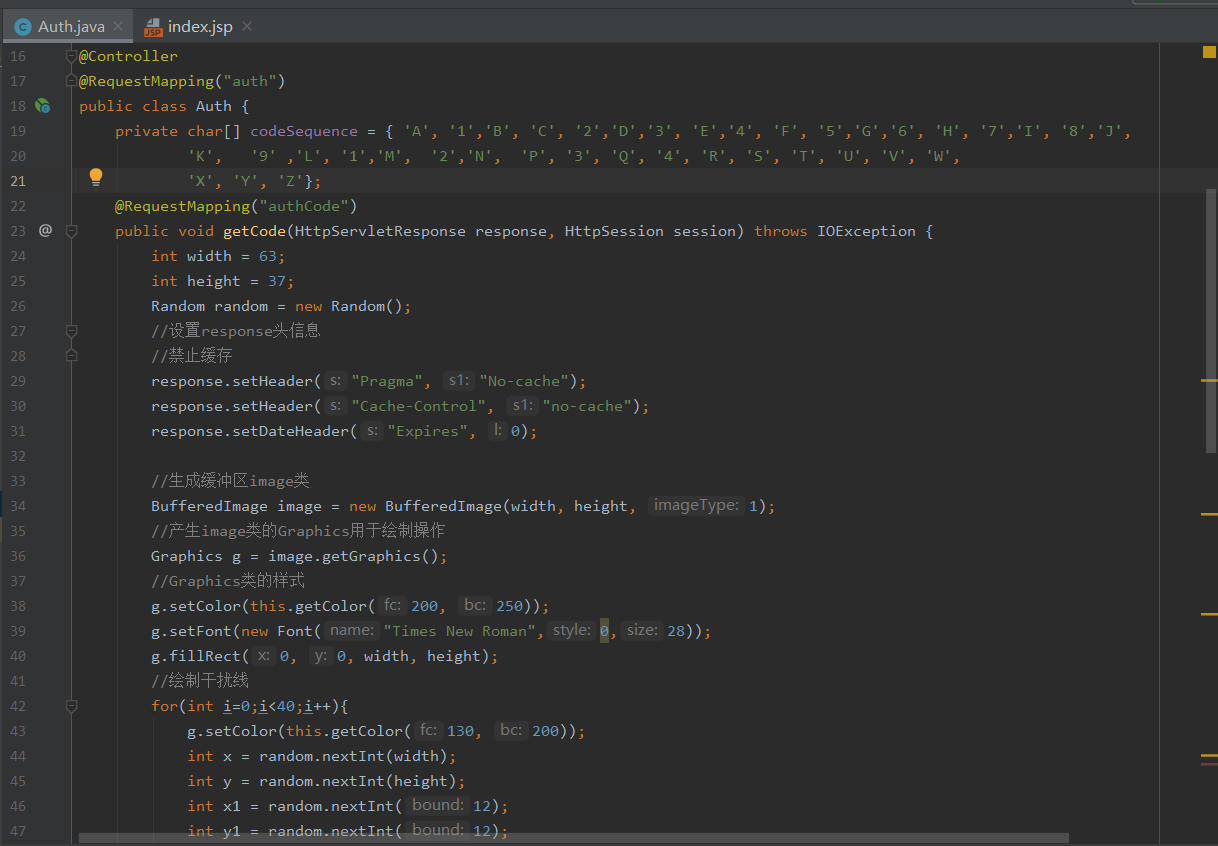 Auth.java
index.jsp
16 @Controller
17 @RequestMapping("auth")
18 public class Auth {
19 private char[] codeSequence = { 'A', '1','B', 'C', '2','D','3', 'E','4', 'F', '5','G','6', 'H', '7','I', '8','J',
20 'K', '9' ,'L', '1','M', '2','N', 'P', '3', 'Q', '4', 'R', 'S', 'T', 'U', 'V', 'W',
21 'X', 'Y', 'Z'};
22 @RequestMapping("authCode")
23 @ public void getCode(HttpServletResponse response, HttpSession session) throws IOException {
24 int width = 63;
25 int height = 37;
26 Random random = new Random();
27 //设置response头信息
28 //禁止缓存
29 response.setHeader( s: "Pragma", s1: "No-cache");
30 response.setHeader( s: "Cache-Control", s1: "no-cache");
31 response.setDateHeader( s: "Expires", l: 0);
32
33 //生成缓冲区image类
34 BufferedImage image = new BufferedImage(width, height, imageType: 1);
35 //产生image类的Graphics用于绘制操作
36 Graphics g = image.getGraphics();
37 //Graphics类的样式
38 g.setColor(this.getColor( fc: 200, bc: 250));
39 g.setFont(new Font( name: "Times New Roman", style: 0, size: 28));
40 g.fillRect( x: 0, y: 0, width, height);
41 //绘制干扰线
42 for(int i=0;i<40;i++){
43 g.setColor(this.getColor( fc: 130, bc: 200));
44 int x = random.nextInt(width);
45 int y = random.nextInt(height);
46 int x1 = random.nextInt( bound: 12);
47 int y1 = random.nextInt( bound: 12);